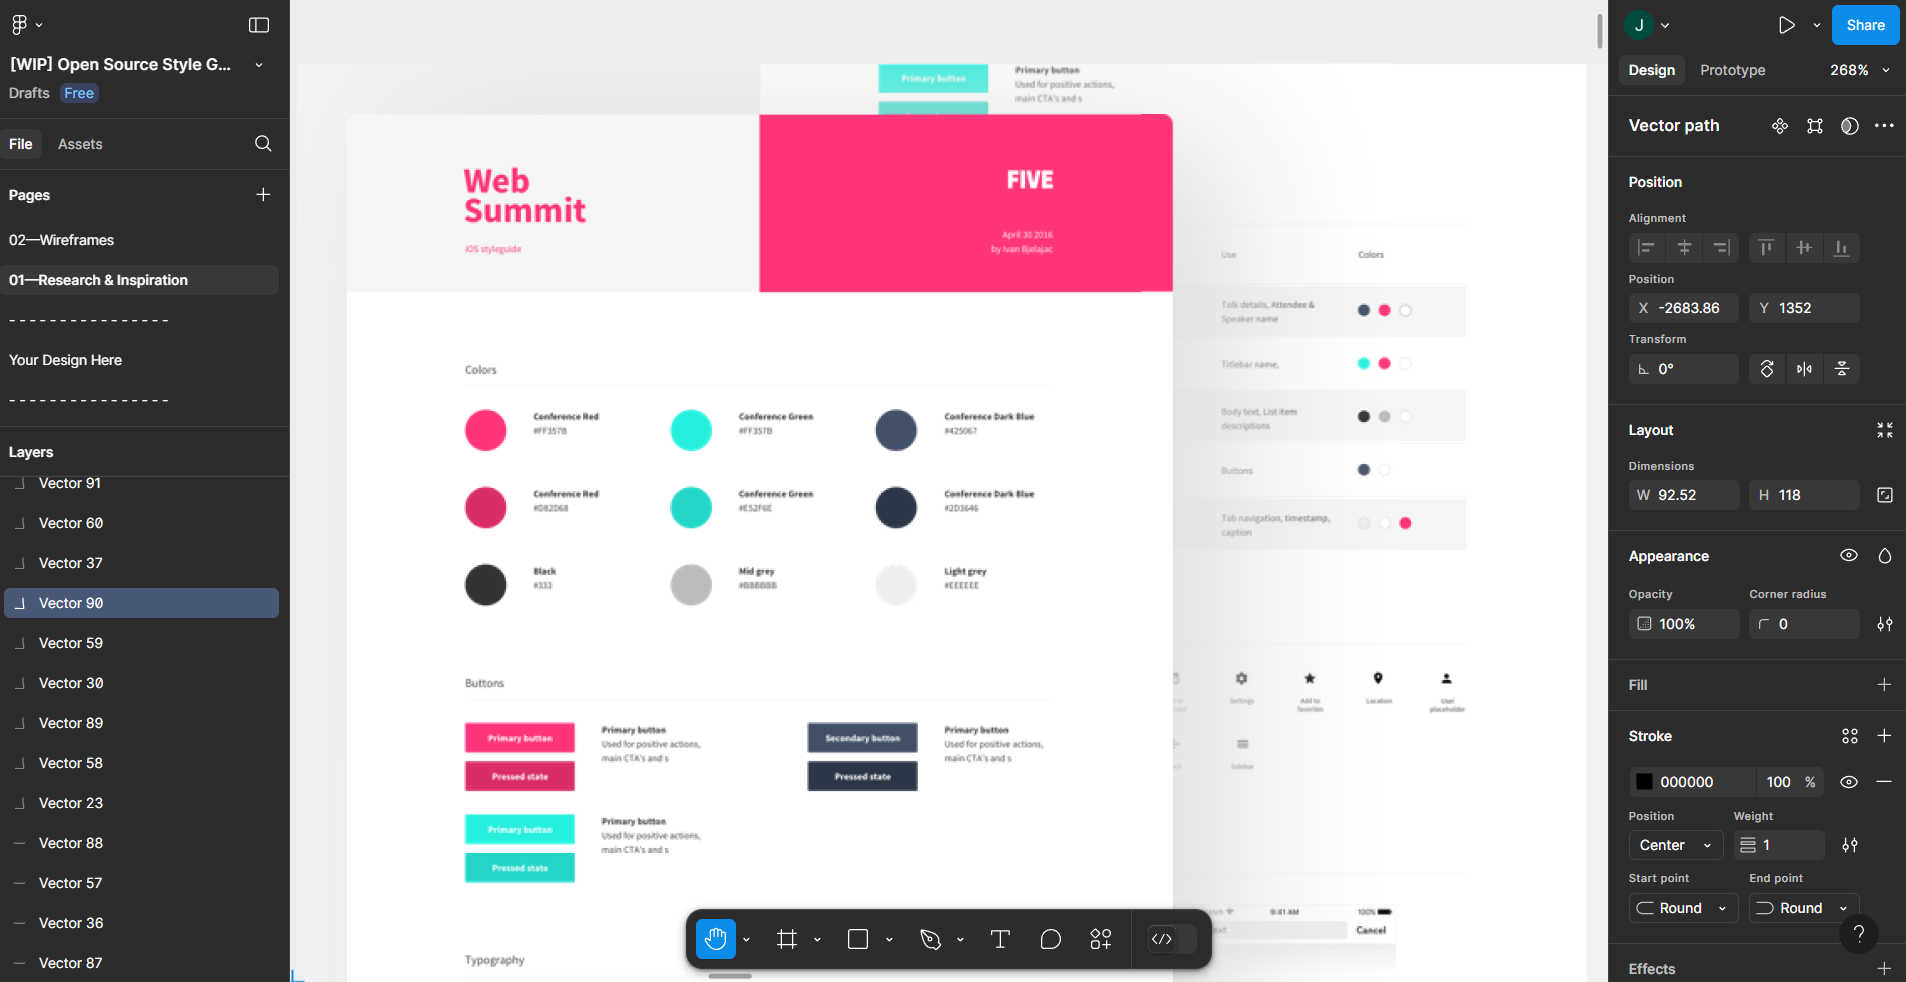 [WIP] Open Source Style G...
Drafts Free
File Assets
Pages
02—Wireframes
01—Research & Inspiration
- - - - - - - - - - - - - - - -
Your Design Here
- - - - - - - - - - - - - - - -
Layers
Vector 91
Vector 60
Vector 37
Vector 90
Vector 59
Vector 30
Vector 89
Vector 58
Vector 23
Vector 88
Vector 57
Vector 36
Vector 87
Primary button
Primary button
Used for positive actions,
main CTA's and s
Web
Summit
iOS styleguide
FIVE
April 30 2016
by Ivan Bjelajac
Colors
Conference Red
#FF357B
Conference Green
#FF357B
Conference Dark Blue
#425067
Conference Red
#D82D68
Conference Green
#E52F6E
Conference Dark Blue
#2D3646
Black
#333
Mid grey
#BBBBBB
Light grey
#EEEEEE
Buttons
Primary button
Pressed state
Primary button
Used for positive actions,
main CTA's and s
Secondary button
Pressed state
Primary button
Used for positive actions,
main CTA's and s
Primary button
Pressed state
Primary button
Used for positive actions,
main CTA's and s
Typography
Use Colors
Talk details, Attendee &
Speaker name
Titlebar name,
Body text, List item
descriptions
Buttons
Tab navigation, timestamp,
caption
Settings
Add to
favorites
Location
User
placeholder
Sidebar
9:41 AM
100%
Cancel
J
Share
Design Prototype 268%
Vector path
Position
Alignment
Position
X -2683.86 Y 1352
Transform
0°
Layout
Dimensions
W 92.52 H 118
Appearance
Opacity Corner radius
100% 0
Fill
Stroke
000000 100 %
Position Weight
Center 1
Start point End point
Round Round
?
Effects